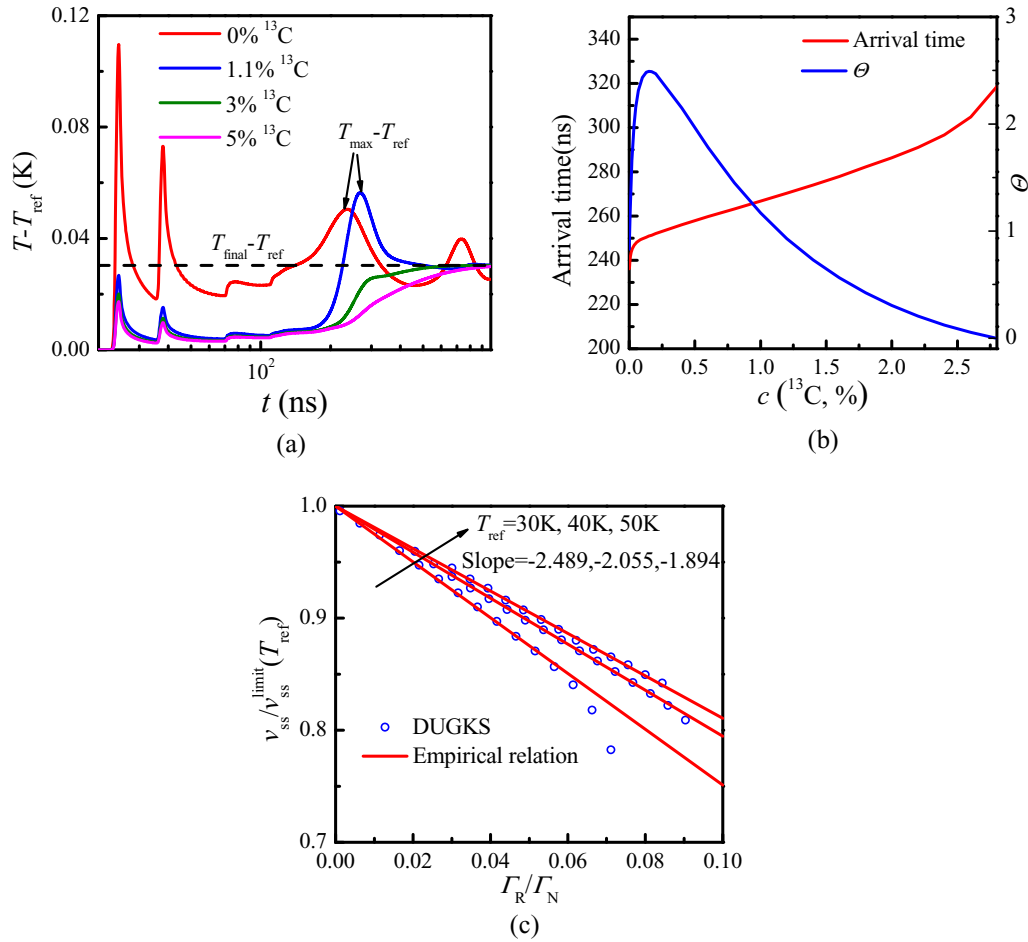 0.12
0.08
0.04
0.00
T-T_ref (K)
0% ¹³C
1.1% ¹³C
3% ¹³C
5% ¹³C
T_max-T_ref
T_final-T_ref
10²
t (ns)
(a)
340
320
300
280
260
240
220
200
Arrival time(ns)
Arrival time
Θ
3
2
1
0
Θ
0.0 0.5 1.0 1.5 2.0 2.5
c (¹³C, %)
(b)
1.0
0.9
0.8
0.7
v_ss/v_ss^limit(T_ref)
T_ref=30K, 40K, 50K
Slope=-2.489,-2.055,-1.894
DUGKS
Empirical relation
0.00 0.02 0.04 0.06 0.08 0.10
Γ_R/Γ_N
(c)